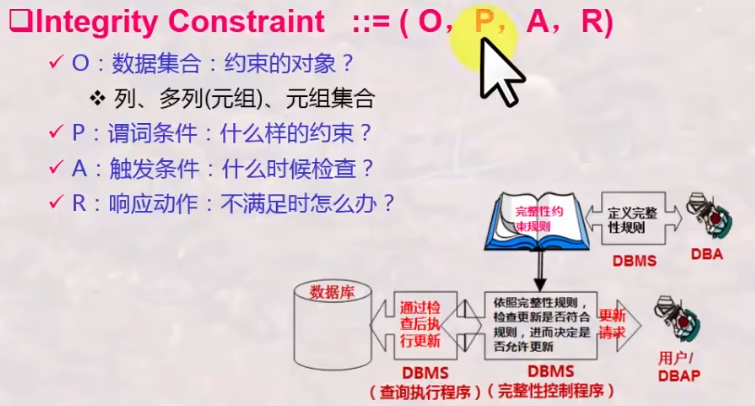 ❑Integrity Constraint ::= ( O，P，A，R)
✓ O：数据集合：约束的对象？
❖ 列、多列(元组)、元组集合
✓ P：谓词条件：什么样的约束？
✓ A：触发条件：什么时候检查？
✓ R：响应动作：不满足时怎么办？
完整性约
束规则
定义完整
性规则
DBMS
DBA
数据库
通过检
查后执
行更新
依照完整性规则，
检查更新是否符合
规则，进而决定是
否允许更新
更新
请求
用户/
DBAP
DBMS
（查询执行程序）
DBMS
（完整性控制程序）